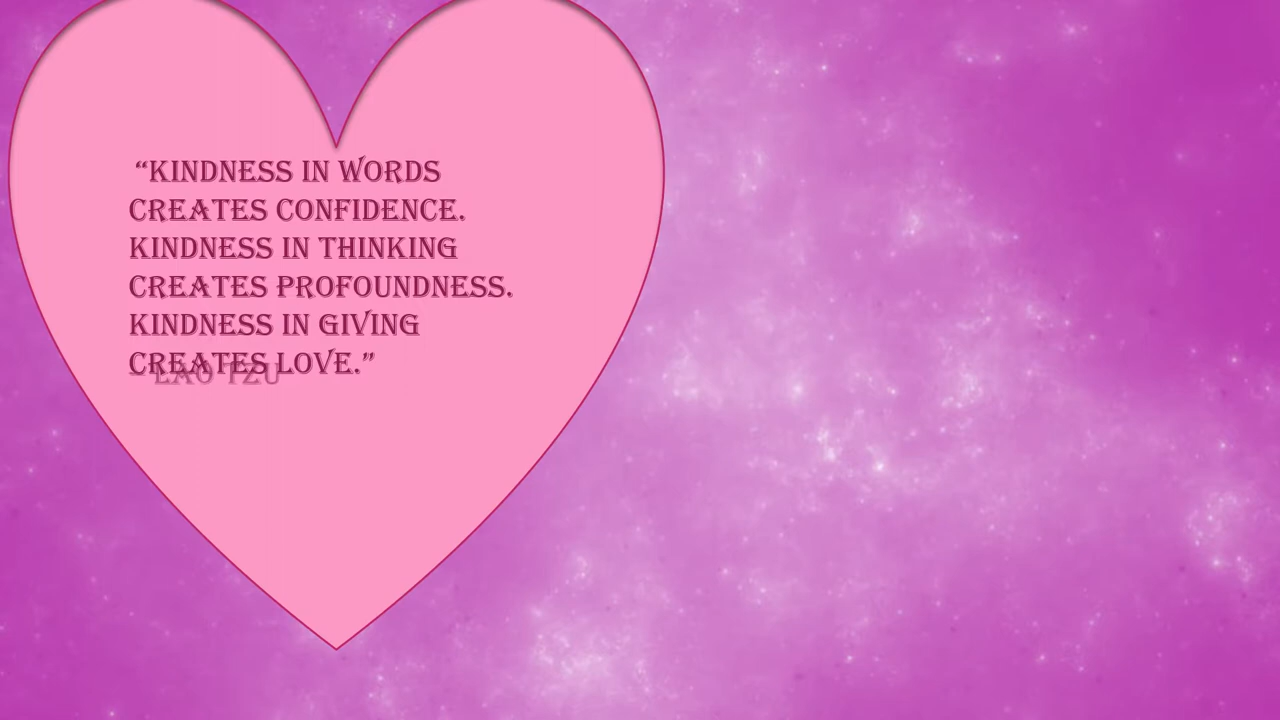 “KINDNESS IN WORDS
CREATES CONFIDENCE.
KINDNESS IN THINKING
CREATES PROFOUNDNESS.
KINDNESS IN GIVING
CREATES LOVE.”
– LAO TZU